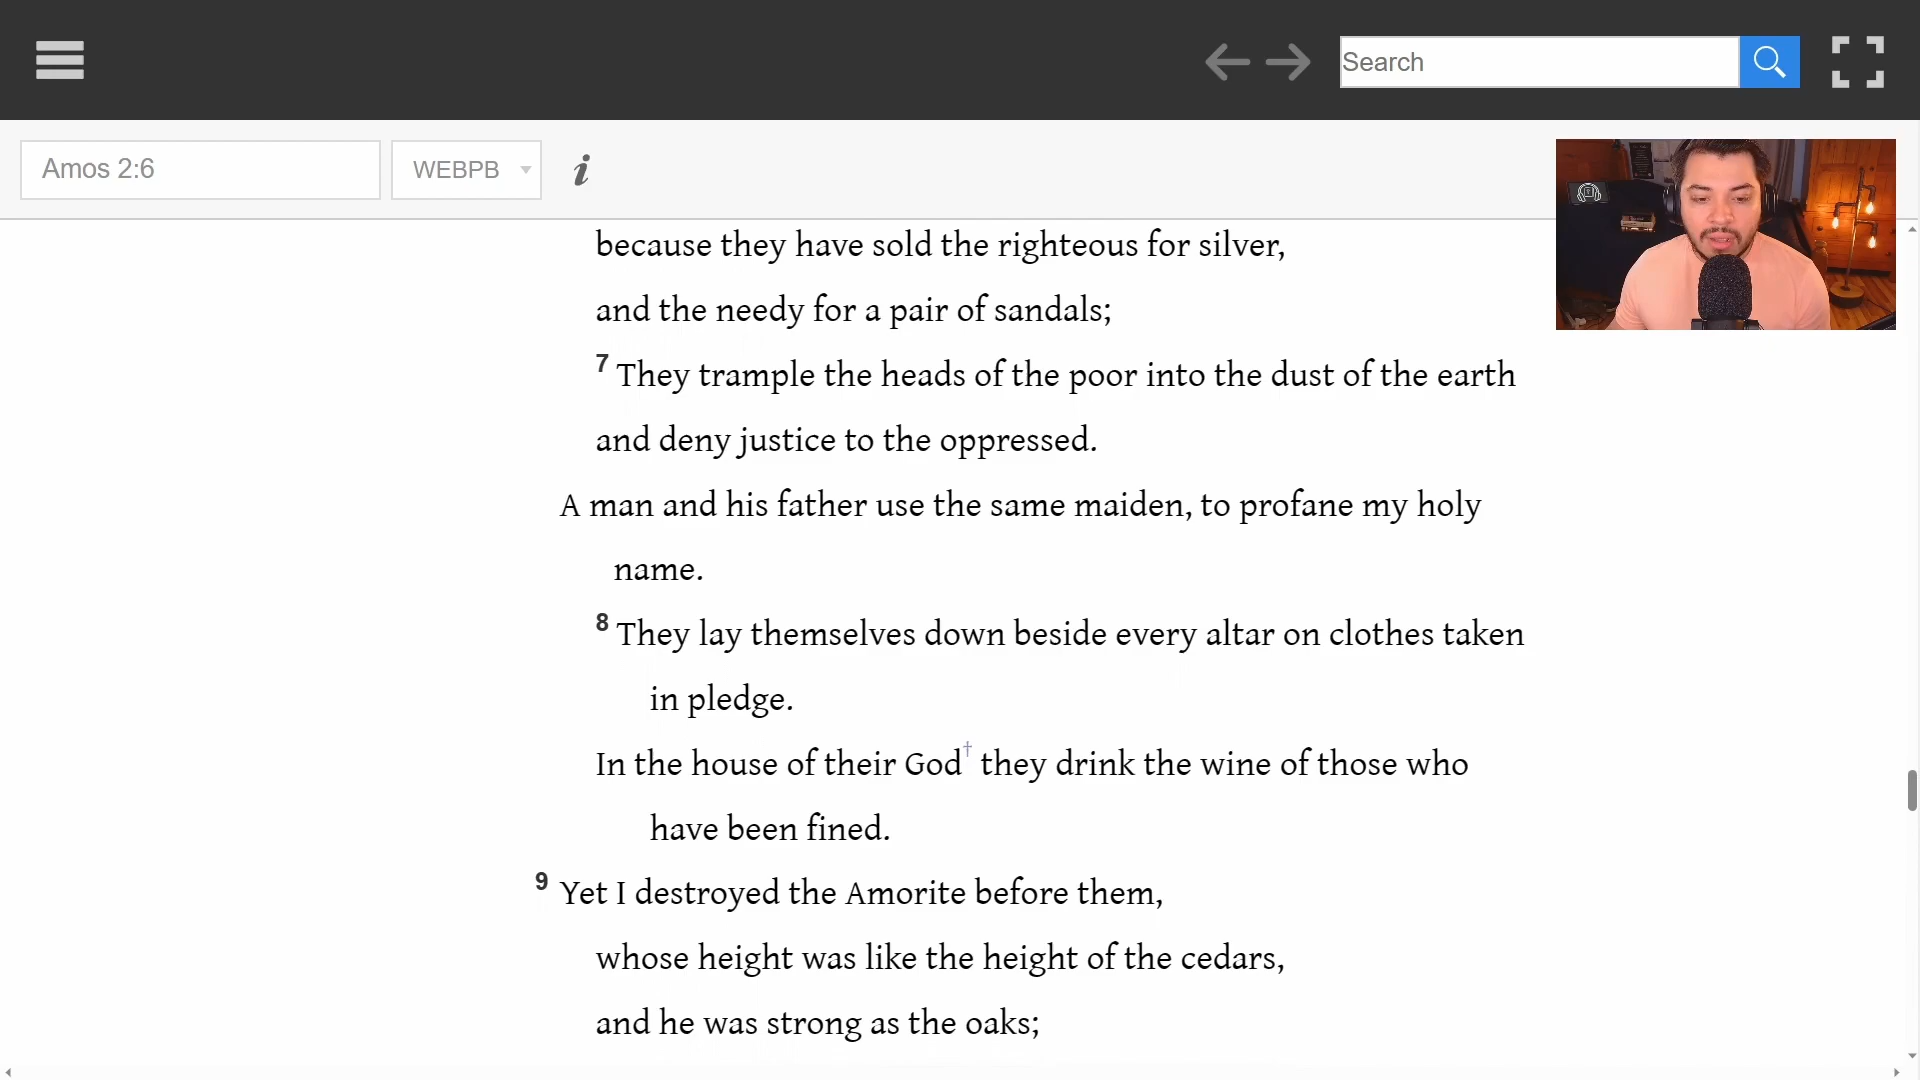 Search
Amos 2:6
WEBPB
i
because they have sold the righteous for silver,
and the needy for a pair of sandals;
7 They trample the heads of the poor into the dust of the earth
and deny justice to the oppressed.
A man and his father use the same maiden, to profane my holy
name.
8 They lay themselves down beside every altar on clothes taken
in pledge.
In the house of their God† they drink the wine of those who
have been fined.
9 Yet I destroyed the Amorite before them,
whose height was like the height of the cedars,
and he was strong as the oaks;